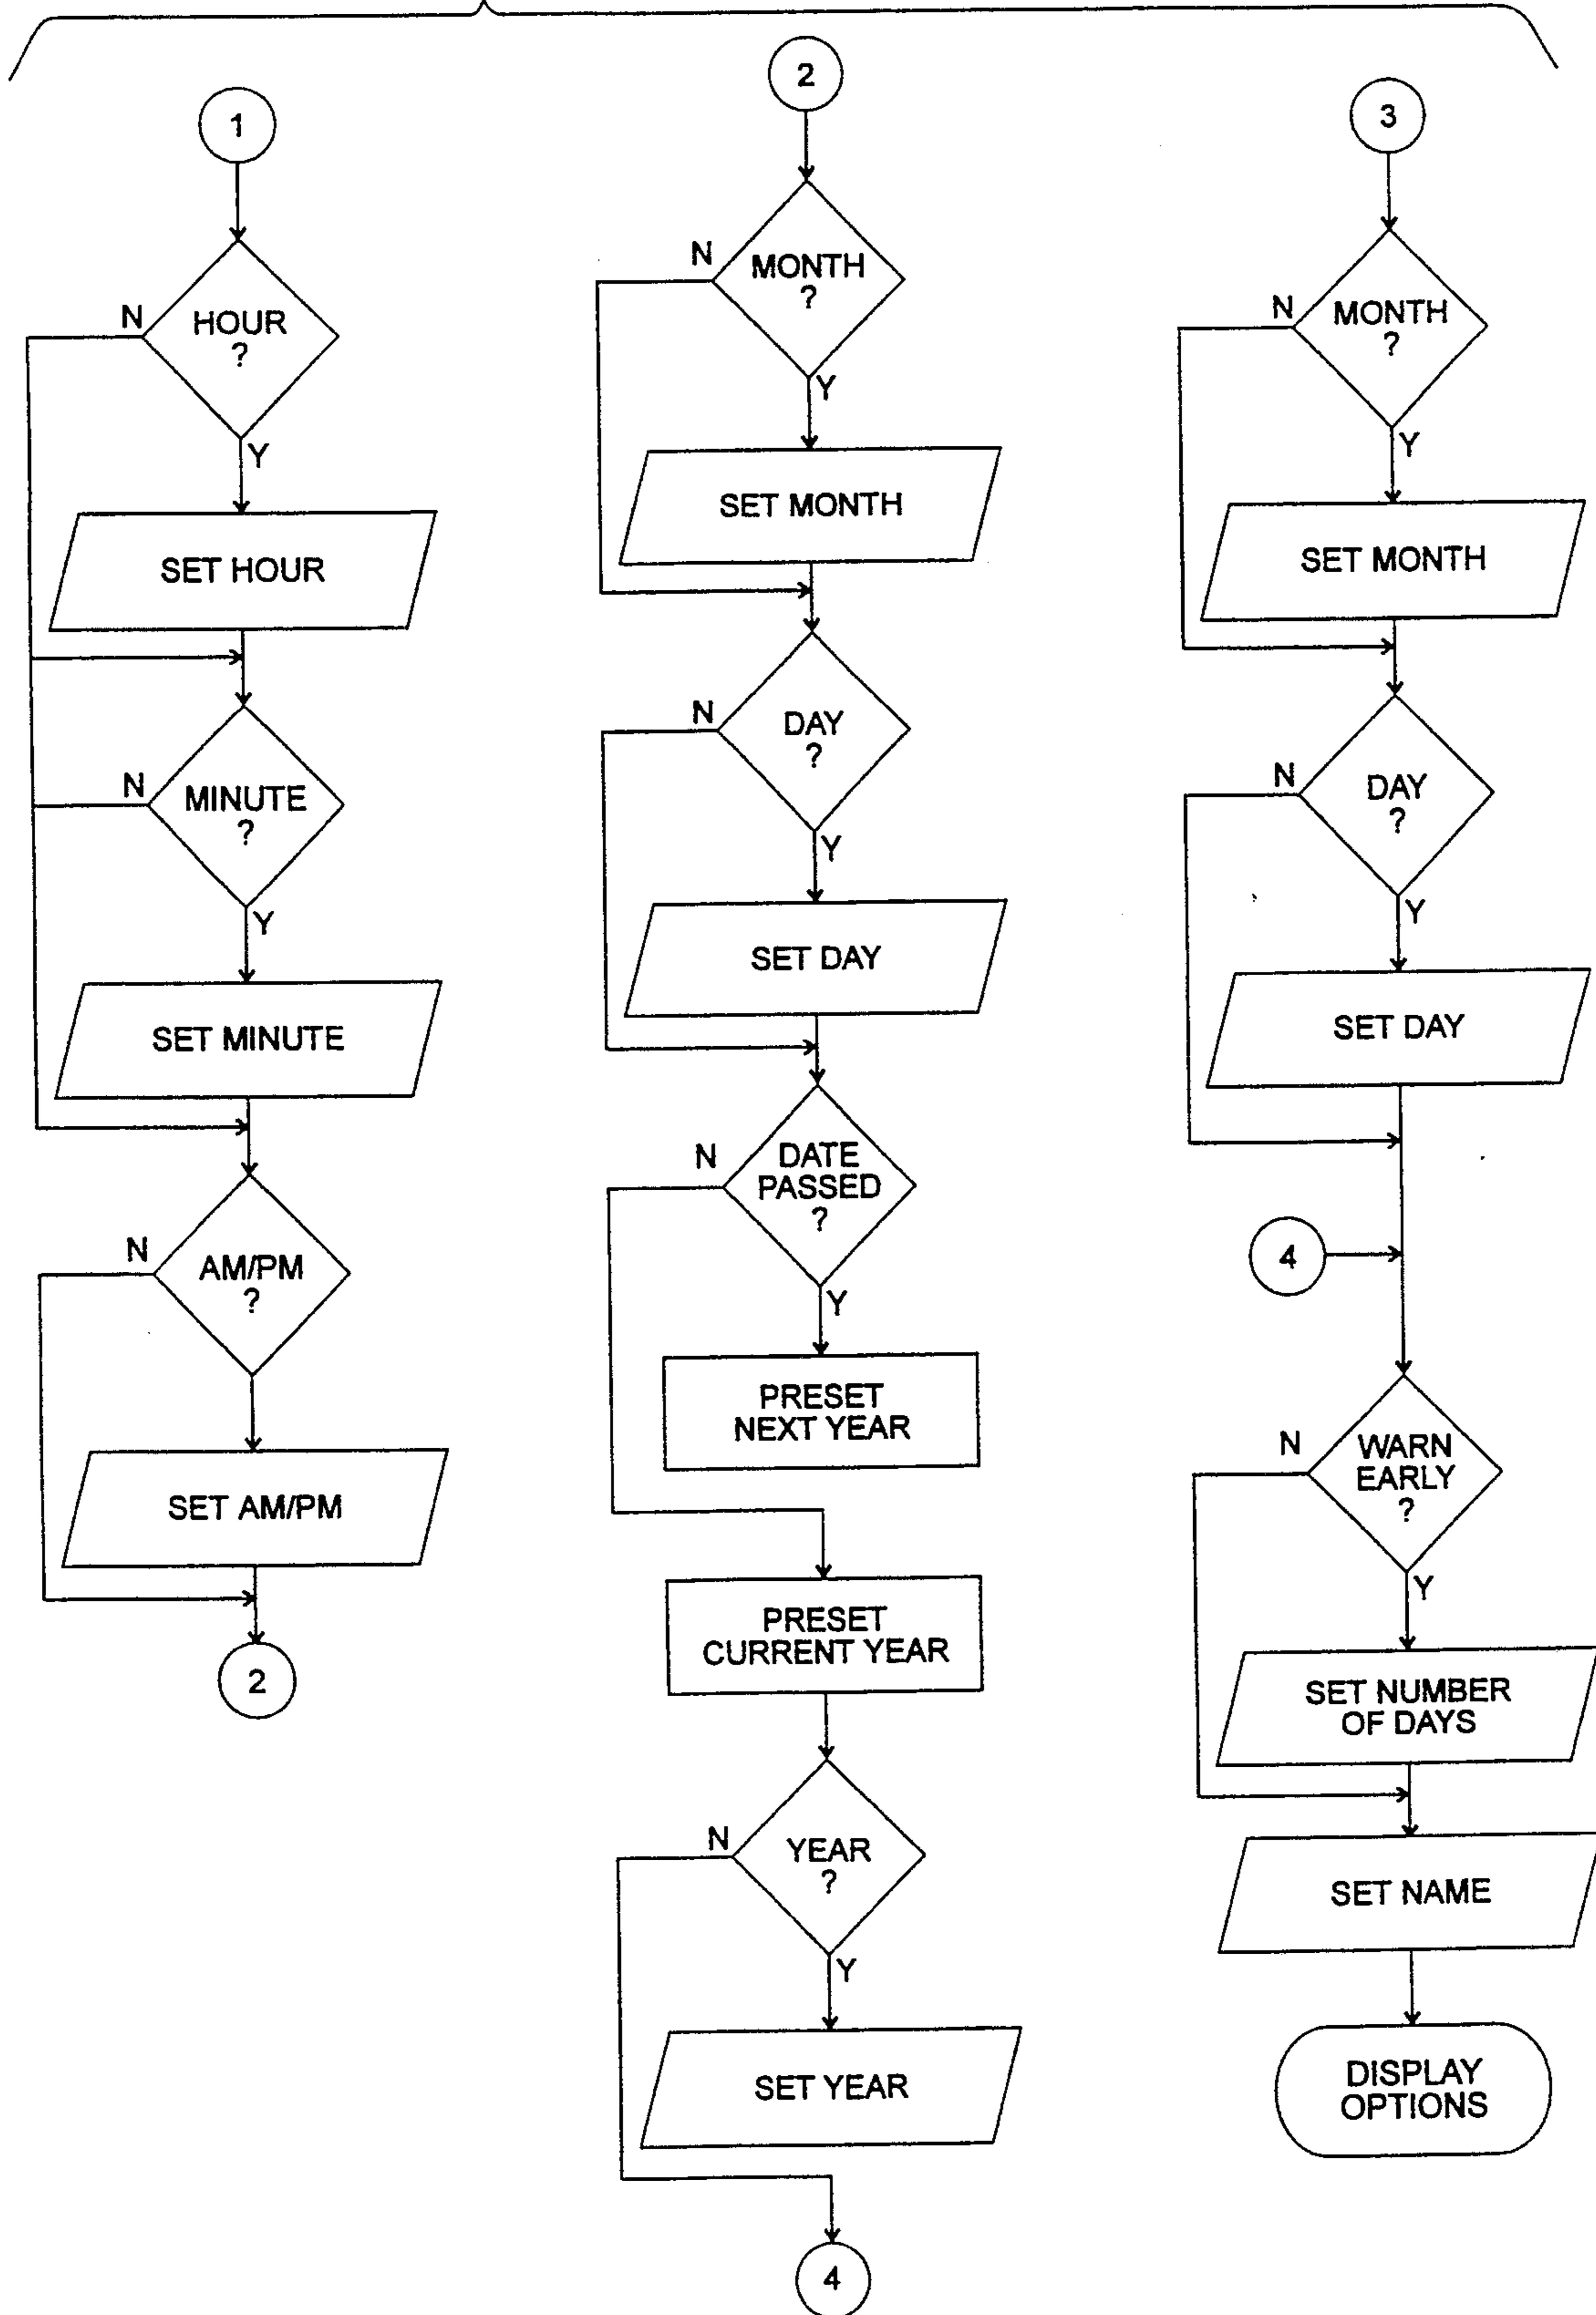 1
HOUR
?
N
Y
SET HOUR
MINUTE
?
N
Y
SET MINUTE
AM/PM
?
N
SET AM/PM
2
2
MONTH
?
N
Y
SET MONTH
DAY
?
N
Y
SET DAY
DATE
PASSED
?
N
Y
PRESET
NEXT YEAR
PRESET
CURRENT YEAR
YEAR
?
N
Y
SET YEAR
4
3
MONTH
?
N
Y
SET MONTH
DAY
?
N
Y
SET DAY
4
WARN
EARLY
?
N
Y
SET NUMBER
OF DAYS
SET NAME
DISPLAY
OPTIONS